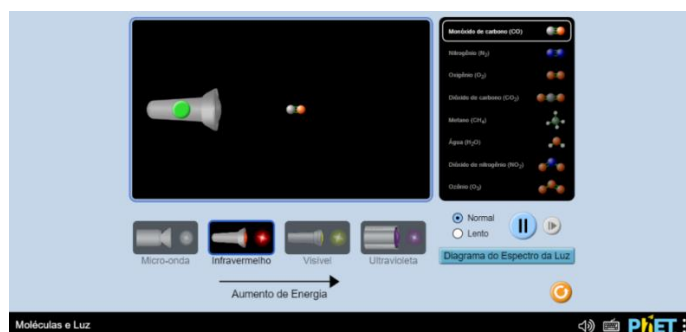 Monóxido de carbono (CO)
Nitrogênio (N₂)
Oxigênio (O₂)
Dióxido de carbono (CO₂)
Metano (CH₄)
Água (H₂O)
Dióxido de nitrogênio (NO₂)
Ozônio (O₃)
Micro-onda
Infravermelho
Visível
Ultravioleta
Normal
Lento
Diagrama do Espectro da Luz
Aumento de Energia
Moléculas e Luz
PhET